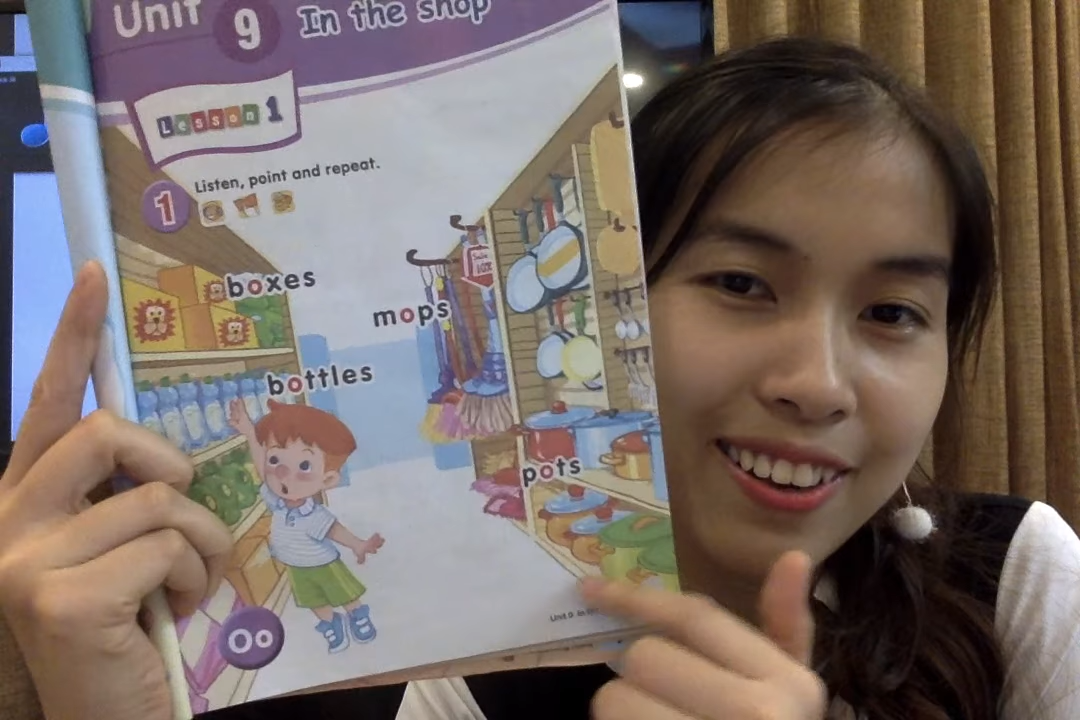 Unit 9 In the shop
Lesson 1
1 Listen, point and repeat.
boxes
mops
bottles
pots
Oo